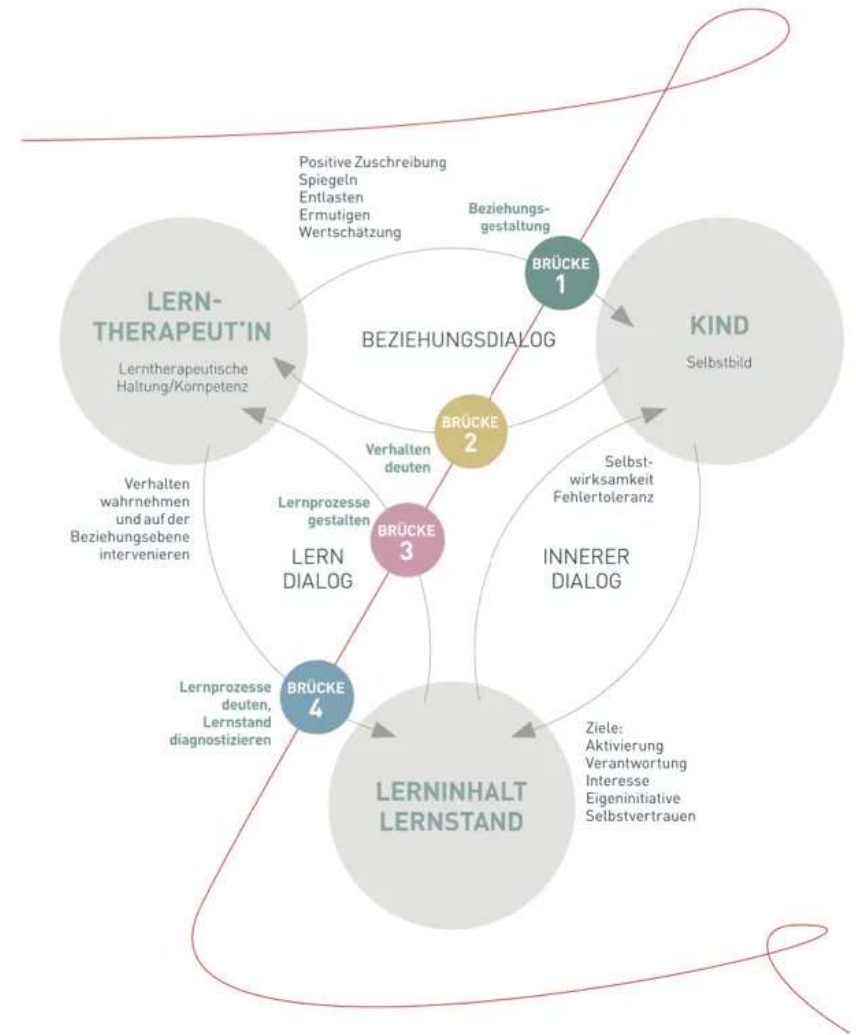 Positive Zuschreibung
Spiegeln
Entlasten
Ermutigen
Wertschätzung
Beziehungs-
gestaltung
BRÜCKE
1
LERN-
THERAPEUT*IN
Lerntherapeutische
Haltung/Kompetenz
BEZIEHUNGSDIALOG
KIND
Selbstbild
BRÜCKE
2
Verhalten
deuten
Verhalten
wahrnehmen
und auf der
Beziehungsebene
intervenieren
Lernprozesse
gestalten
BRÜCKE
3
LERN
DIALOG
Selbst-
wirksamkeit
Fehlertoleranz
INNERER
DIALOG
Lernprozesse
deuten,
Lernstand
diagnostizieren
BRÜCKE
4
LERNINHALT
LERNSTAND
Ziele:
Aktivierung
Verantwortung
Interesse
Eigeninitiative
Selbstvertrauen